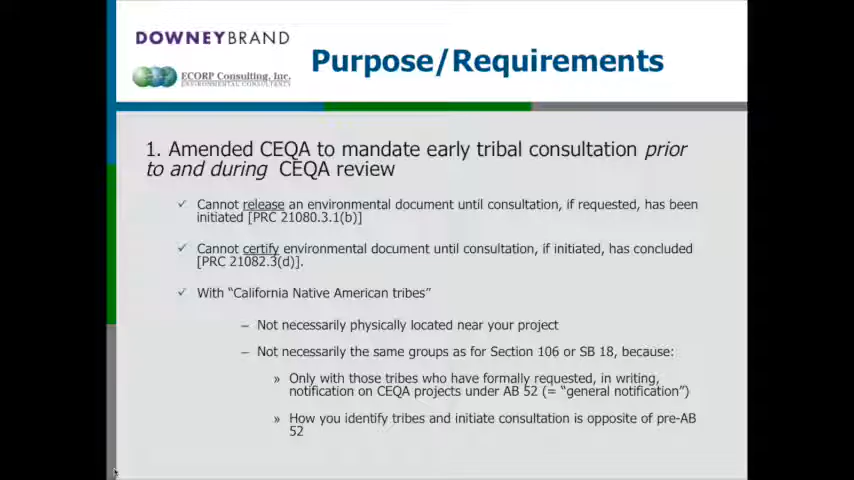 DOWNEYBRAND
ECORP Consulting, Inc.
ENVIRONMENTAL CONSULTANTS
Purpose/Requirements
1. Amended CEQA to mandate early tribal consultation prior
to and during CEQA review
✓ Cannot release an environmental document until consultation, if requested, has been
initiated [PRC 21080.3.1(b)]
✓ Cannot certify environmental document until consultation, if initiated, has concluded
[PRC 21082.3(d)].
✓ With “California Native American tribes”
– Not necessarily physically located near your project
– Not necessarily the same groups as for Section 106 or SB 18, because:
» Only with those tribes who have formally requested, in writing,
notification on CEQA projects under AB 52 (= “general notification”)
» How you identify tribes and initiate consultation is opposite of pre-AB
52